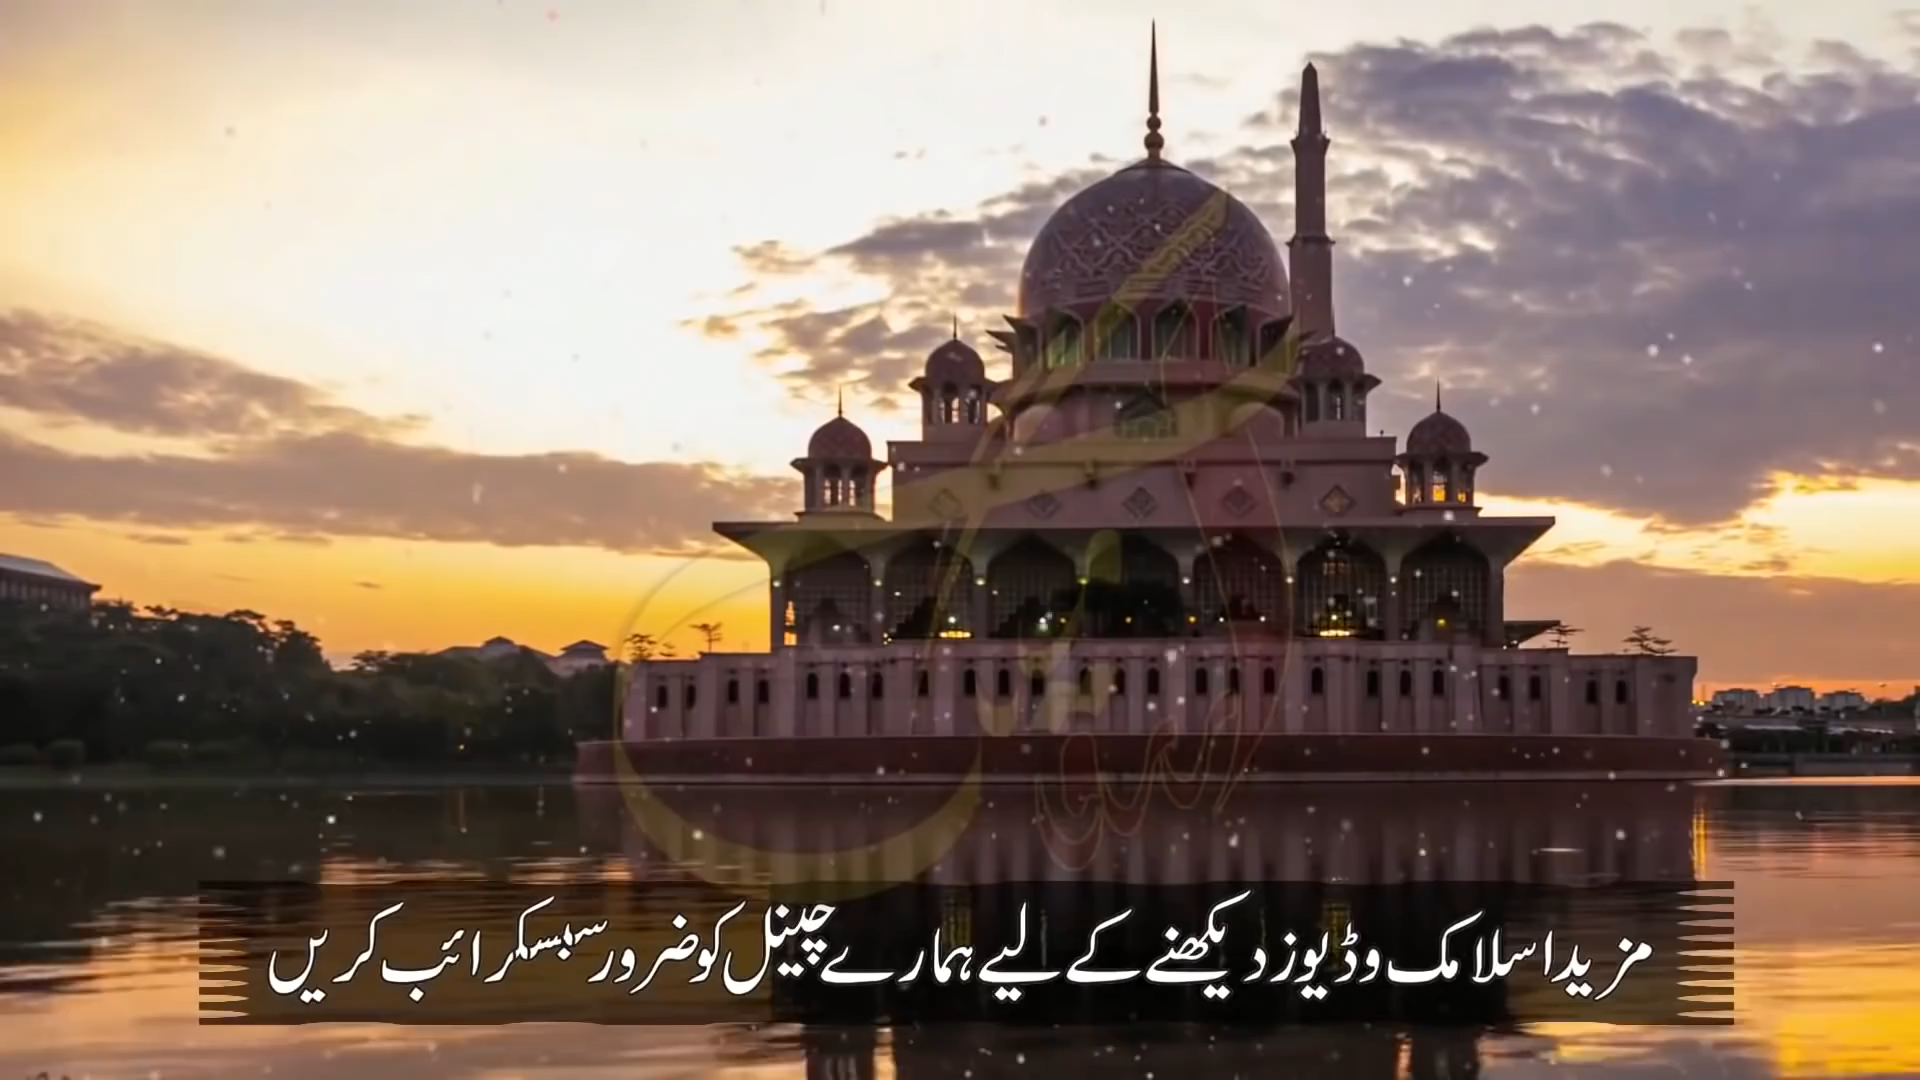 مزید اسلامک وڈیوز دیکھنے کے لیے ہمارے چینل کو ضرور سبسکرائب کریں